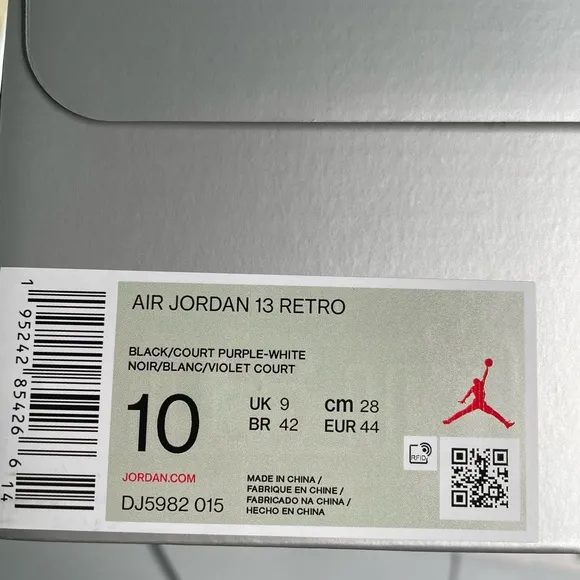 AIR JORDAN 13 RETRO
BLACK/COURT PURPLE-WHITE
NOIR/BLANC/VIOLET COURT
10
UK 9
cm 28
BR 42
EUR 44
RFID
JORDAN.COM
DJ5982 015
MADE IN CHINA /
FABRIQUE EN CHINE /
FABRICADO NA CHINA /
HECHO EN CHINA
1 95242 85426 6 14